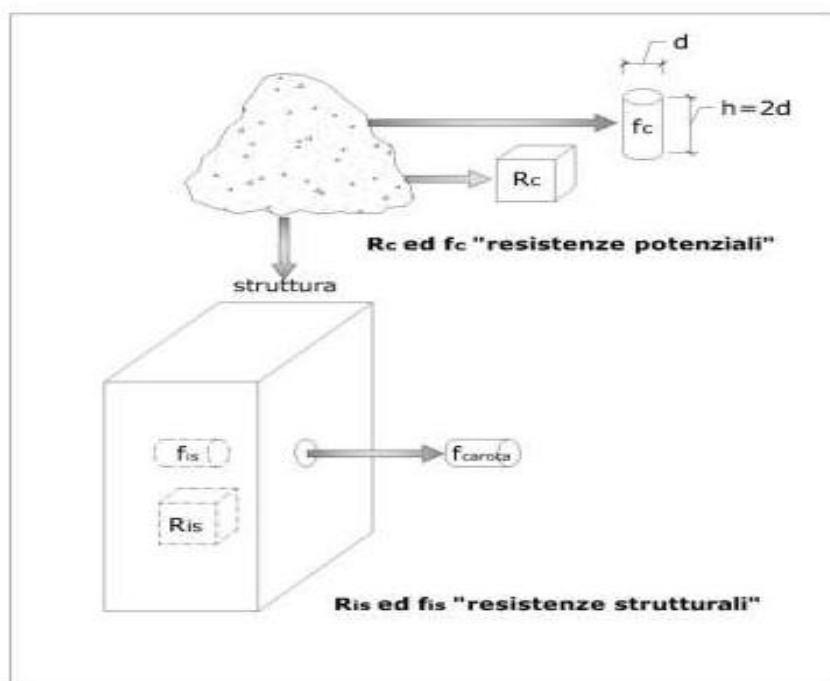 d
fc
h=2d
Rc
Rc ed fc "resistenze potenziali"
struttura
fis
fcarota
Ris
Ris ed fis "resistenze strutturali"